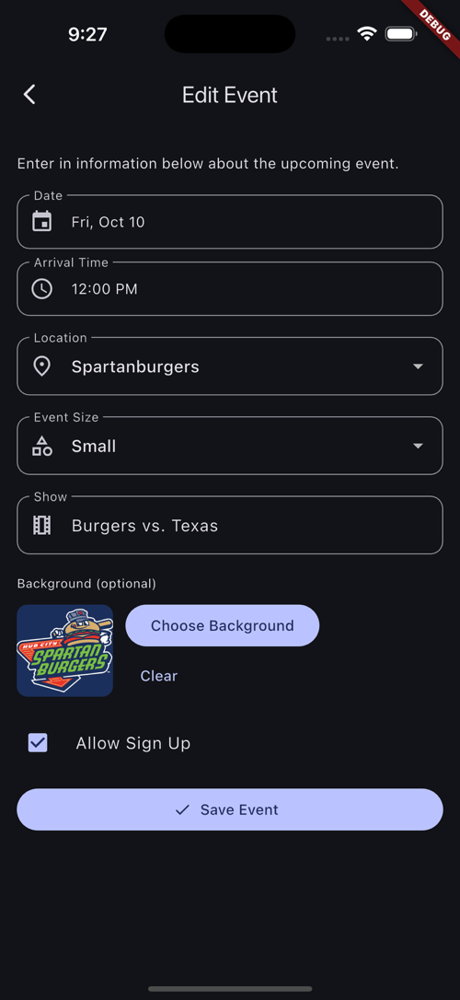 9:27
DEBUG
Edit Event
Enter in information below about the upcoming event.
Date
Fri, Oct 10
Arrival Time
12:00 PM
Location
Spartanburgers
Event Size
Small
Show
Burgers vs. Texas
Background (optional)
HUB CITY
SPARTAN
BURGERS
Choose Background
Clear
Allow Sign Up
Save Event